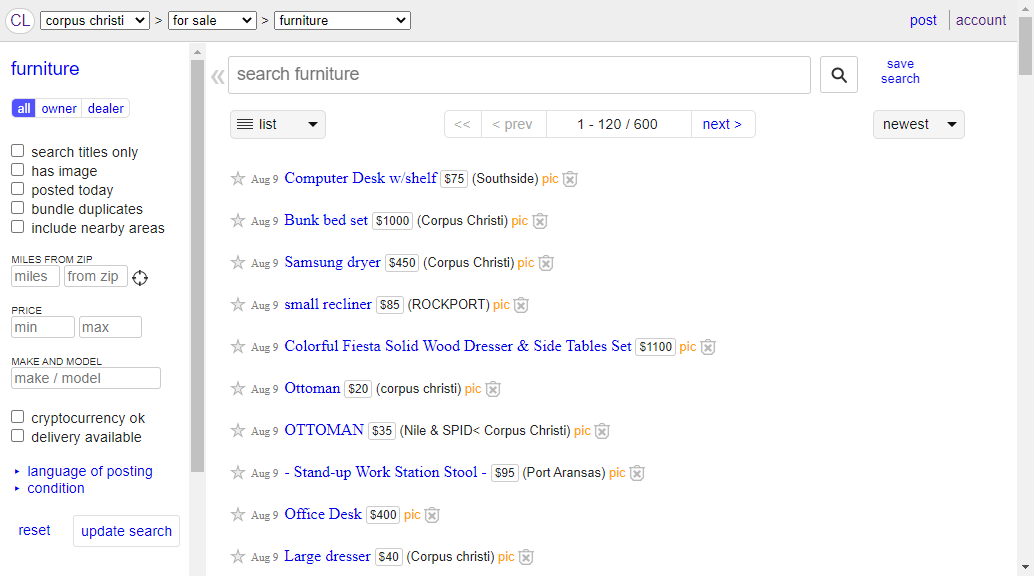 CL corpus christi > for sale > furniture post account
furniture
all owner dealer
search titles only
has image
posted today
bundle duplicates
include nearby areas
MILES FROM ZIP
miles from zip
PRICE
min max
MAKE AND MODEL
make / model
cryptocurrency ok
delivery available
language of posting
condition
reset update search
« search furniture
save
search
list << < prev 1 - 120 / 600 next > newest
Aug 9 Computer Desk w/shelf $75 (Southside) pic
Aug 9 Bunk bed set $1000 (Corpus Christi) pic
Aug 9 Samsung dryer $450 (Corpus Christi) pic
Aug 9 small recliner $85 (ROCKPORT) pic
Aug 9 Colorful Fiesta Solid Wood Dresser & Side Tables Set $1100 pic
Aug 9 Ottoman $20 (corpus christi) pic
Aug 9 OTTOMAN $35 (Nile & SPID< Corpus Christi) pic
Aug 9 - Stand-up Work Station Stool - $95 (Port Aransas) pic
Aug 9 Office Desk $400 pic
Aug 9 Large dresser $40 (Corpus christi) pic